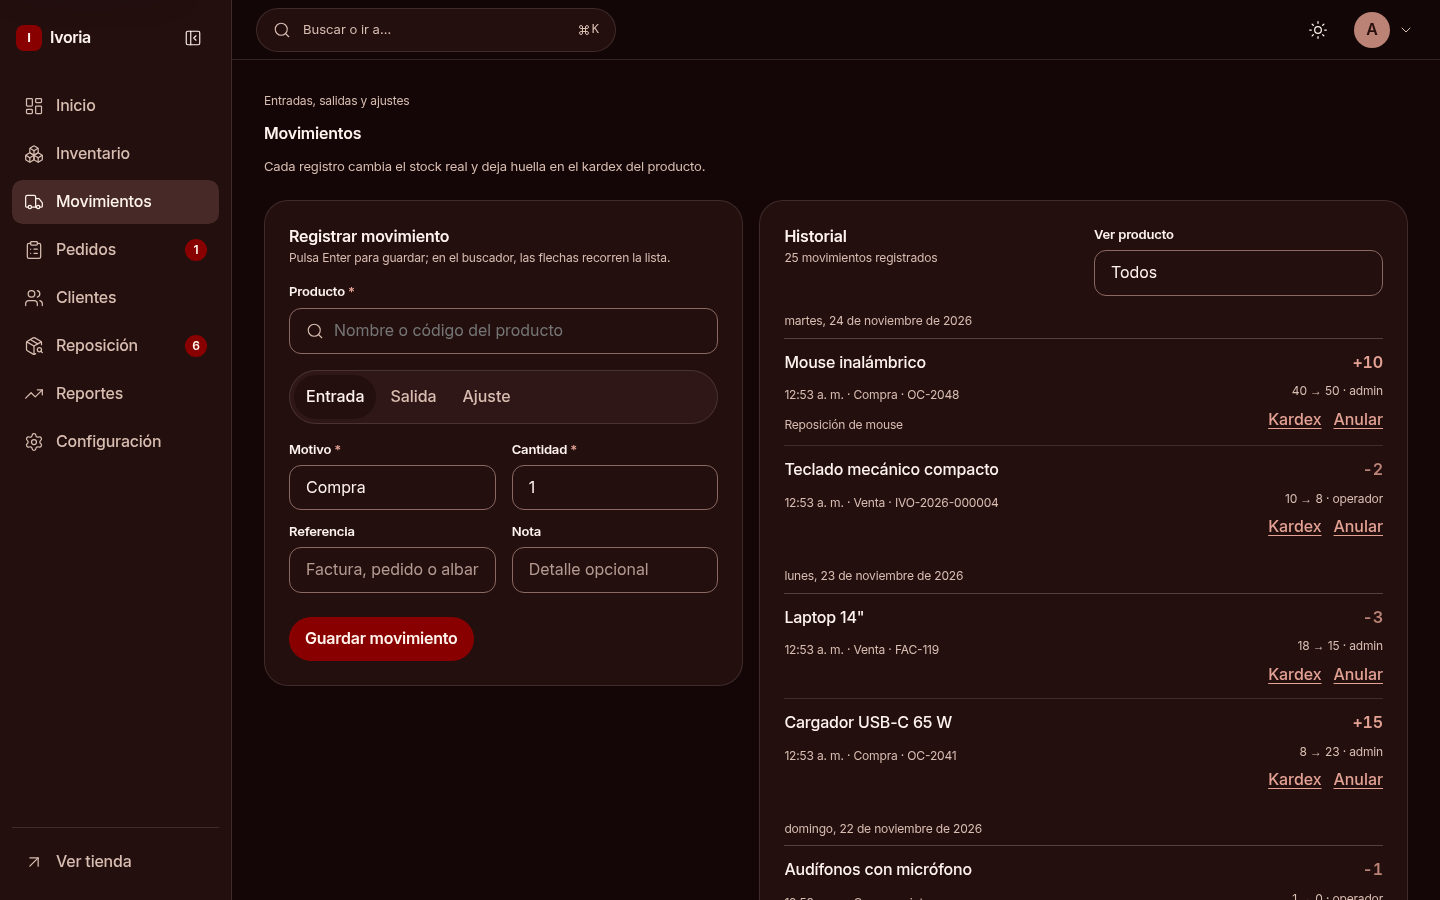 I Ivoria
Buscar o ir a... ⌘K
A
Inicio
Inventario
Movimientos
Pedidos 1
Clientes
Reposición 6
Reportes
Configuración
Ver tienda
Entradas, salidas y ajustes
Movimientos
Cada registro cambia el stock real y deja huella en el kardex del producto.
Registrar movimiento
Pulsa Enter para guardar; en el buscador, las flechas recorren la lista.
Producto *
Nombre o código del producto
Entrada Salida Ajuste
Motivo * Cantidad *
Compra 1
Referencia Nota
Factura, pedido o albar Detalle opcional
Guardar movimiento
Historial
25 movimientos registrados
Ver producto
Todos
martes, 24 de noviembre de 2026
Mouse inalámbrico +10
12:53 a. m. · Compra · OC-2048 40 → 50 · admin
Reposición de mouse Kardex Anular
Teclado mecánico compacto -2
12:53 a. m. · Venta · IVO-2026-000004 10 → 8 · operador
Kardex Anular
lunes, 23 de noviembre de 2026
Laptop 14" -3
12:53 a. m. · Venta · FAC-119 18 → 15 · admin
Kardex Anular
Cargador USB-C 65 W +15
12:53 a. m. · Compra · OC-2041 8 → 23 · admin
Kardex Anular
domingo, 22 de noviembre de 2026
Audífonos con micrófono -1
1 → 0 · operador